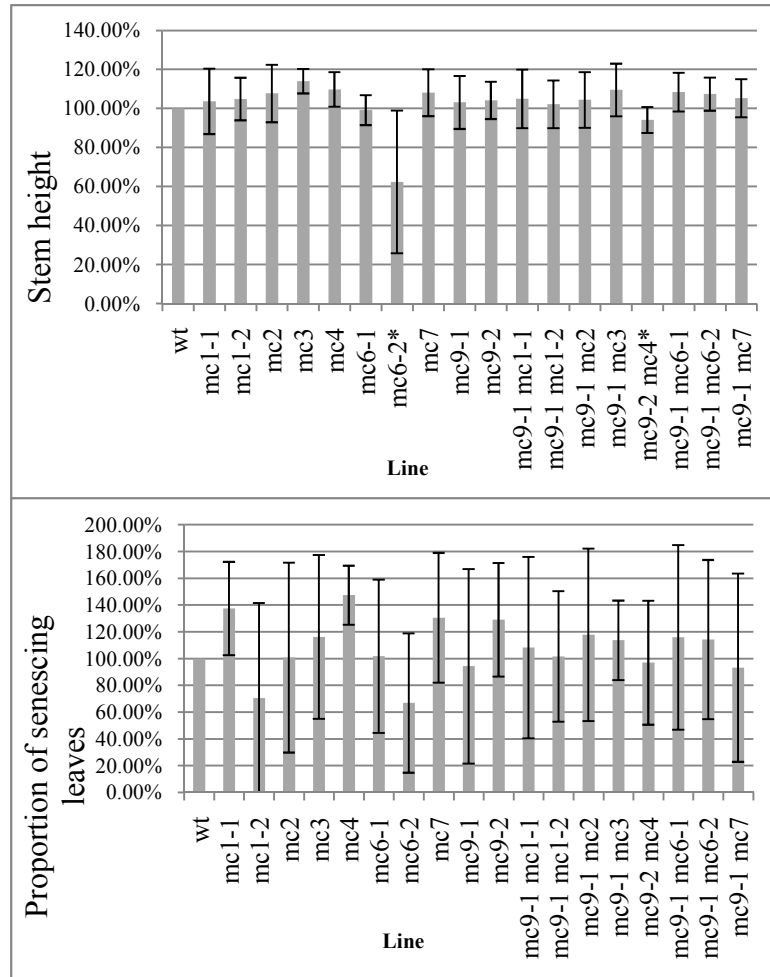 140.00%
120.00%
100.00%
80.00%
60.00%
40.00%
20.00%
0.00%
Stem height
wt
mc1-1
mc1-2
mc2
mc3
mc4
mc6-1
mc6-2*
mc7
mc9-1
mc9-2
mc9-1 mc1-1
mc9-1 mc1-2
mc9-1 mc2
mc9-1 mc3
mc9-2 mc4*
mc9-1 mc6-1
mc9-1 mc6-2
mc9-1 mc7
Line
200.00%
180.00%
160.00%
140.00%
120.00%
100.00%
80.00%
60.00%
40.00%
20.00%
0.00%
Proportion of senescing
leaves
wt
mc1-1
mc1-2
mc2
mc3
mc4
mc6-1
mc6-2
mc7
mc9-1
mc9-2
mc9-1 mc1-1
mc9-1 mc1-2
mc9-1 mc2
mc9-1 mc3
mc9-2 mc4
mc9-1 mc6-1
mc9-1 mc6-2
mc9-1 mc7
Line